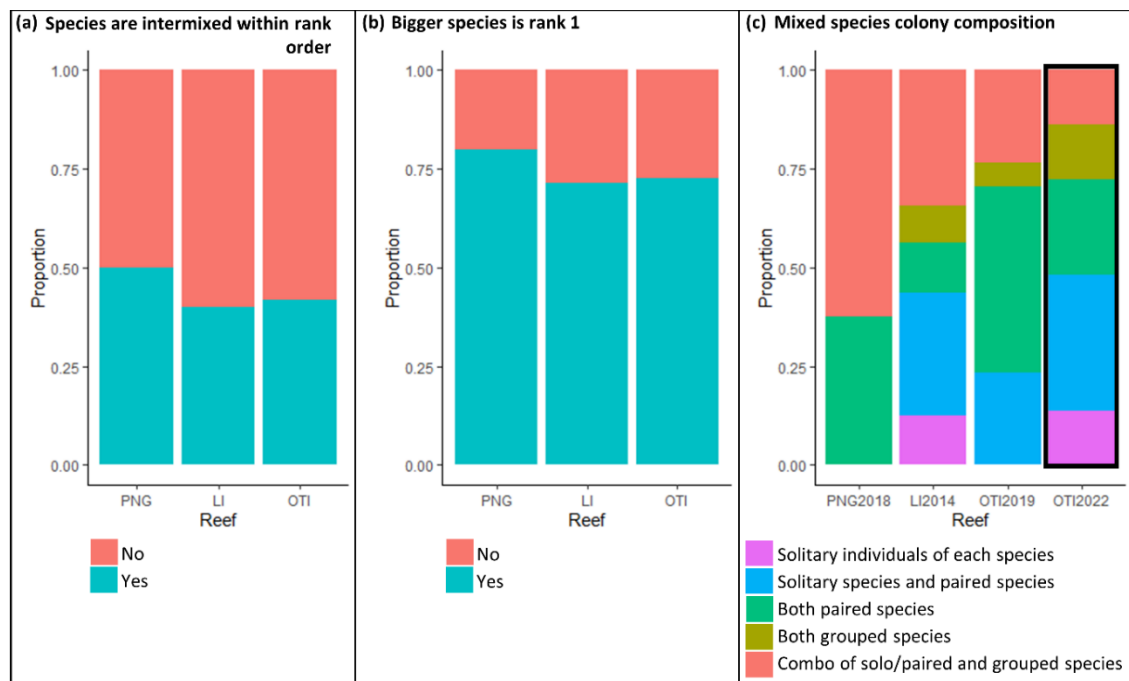 (a) Species are intermixed within rank
order
1.00
0.75
0.50
0.25
0.00
Proportion
PNG
LI
OTI
Reef
No
Yes
(b) Bigger species is rank 1
1.00
0.75
0.50
0.25
0.00
Proportion
PNG
LI
OTI
Reef
No
Yes
(c) Mixed species colony composition
1.00
0.75
0.50
0.25
0.00
Proportion
PNG2018
LI2014
OTI2019
OTI2022
Reef
Solitary individuals of each species
Solitary species and paired species
Both paired species
Both grouped species
Combo of solo/paired and grouped species